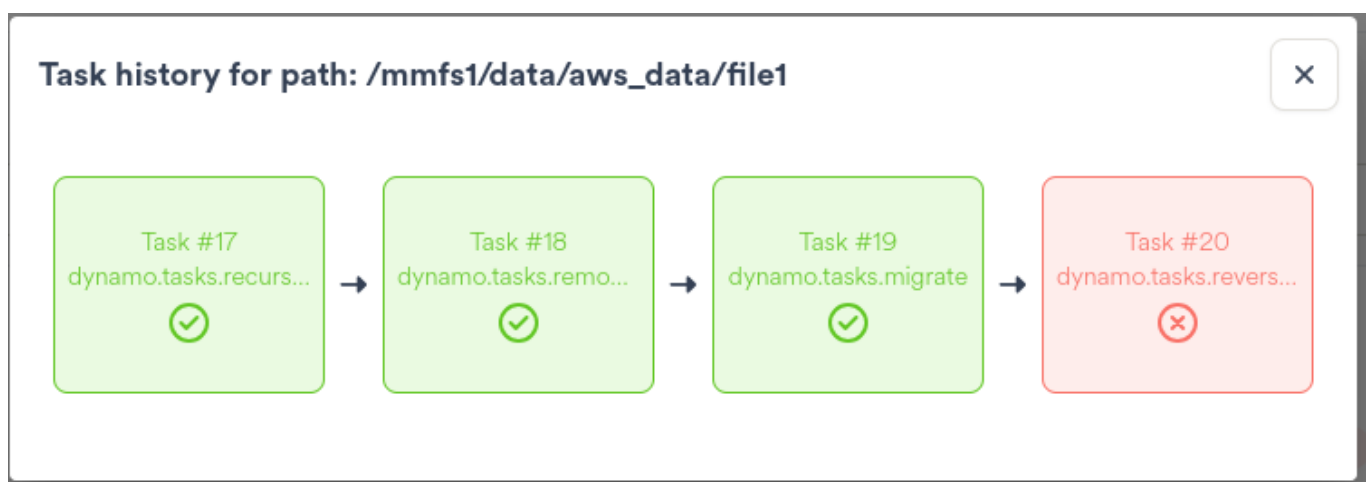 Task history for path: /mmfs1/data/aws_data/file1
Task #17
dynamo.tasks.recurs...
Task #18
dynamo.tasks.remo...
Task #19
dynamo.tasks.migrate
Task #20
dynamo.tasks.revers...